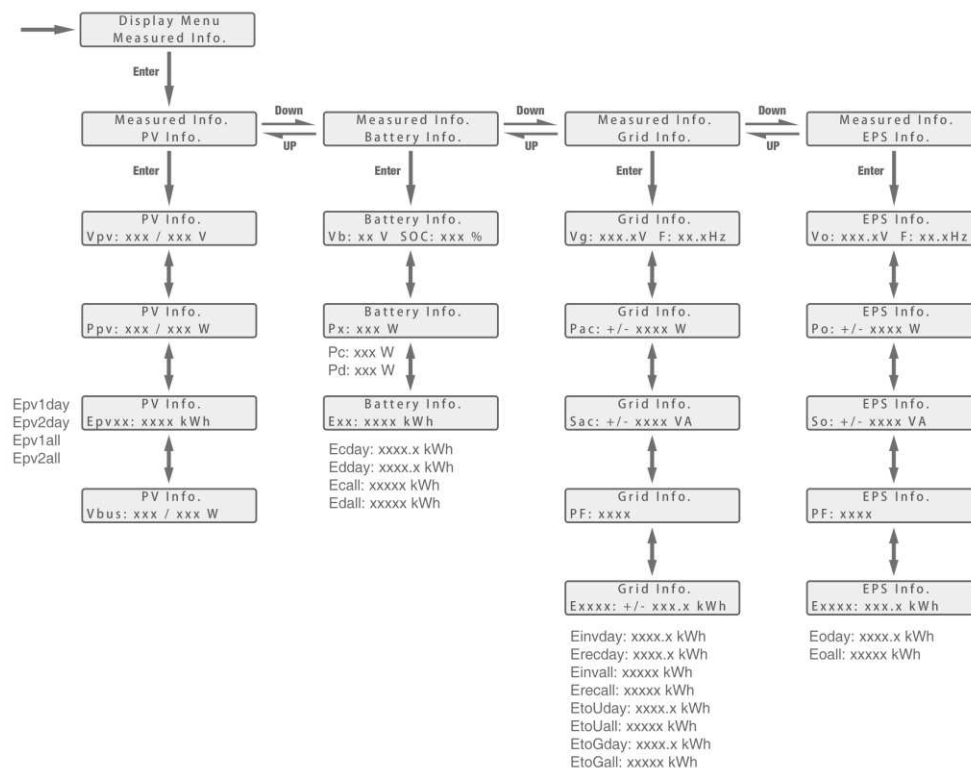 Display Menu
Measured Info.
Enter
Measured Info.
PV Info.
Down
UP
Measured Info.
Battery Info.
Down
UP
Measured Info.
Grid Info.
Down
UP
Measured Info.
EPS Info.
Enter
Enter
Enter
Enter
PV Info.
Vpv: xxx / xxx V
Battery Info.
Vb: xx V SOC: xxx %
Grid Info.
Vg: xxx.xV F: xx.xHz
EPS Info.
Vo: xxx.xV F: xx.xHz
PV Info.
Ppv: xxx / xxx W
Battery Info.
Px: xxx W
Pc: xxx W
Pd: xxx W
Grid Info.
Pac: +/- xxxx W
EPS Info.
Po: +/- xxxx W
Epv1day
Epv2day
Epv1all
Epv2all
PV Info.
Epvxx: xxxx kWh
Battery Info.
Exx: xxxx kWh
Ecday: xxxx.x kWh
Edday: xxxx.x kWh
Ecall: xxxxx kWh
Edall: xxxxx kWh
Grid Info.
Sac: +/- xxxx VA
EPS Info.
So: +/- xxxx VA
PV Info.
Vbus: xxx / xxx W
Grid Info.
PF: xxxx
EPS Info.
PF: xxxx
Grid Info.
Exxxx: +/- xxx.x kWh
Einvday: xxxx.x kWh
Erecday: xxxx.x kWh
Einvall: xxxxx kWh
Erecall: xxxxx kWh
EtoUday: xxxx.x kWh
EtoUall: xxxxx kWh
EtoGday: xxxx.x kWh
EtoGall: xxxxx kWh
EPS Info.
Exxxx: xxx.x kWh
Eoday: xxxx.x kWh
Eoall: xxxxx kWh